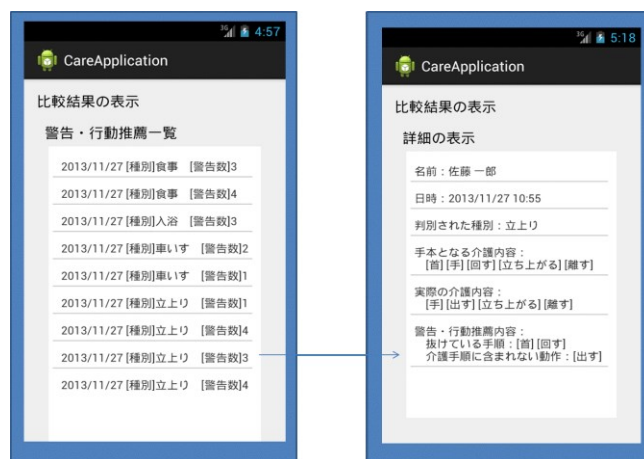 3G 4:57
CareApplication
比較結果の表示
警告・行動推薦一覧
2013/11/27 [種別]食事 [警告数]3
2013/11/27 [種別]食事 [警告数]4
2013/11/27 [種別]入浴 [警告数]3
2013/11/27 [種別]車いす [警告数]2
2013/11/27 [種別]車いす [警告数]1
2013/11/27 [種別]立上り [警告数]1
2013/11/27 [種別]立上り [警告数]4
2013/11/27 [種別]立上り [警告数]3
2013/11/27 [種別]立上り [警告数]4
3G 5:18
CareApplication
比較結果の表示
詳細の表示
名前：佐藤 一郎
日時：2013/11/27 10:55
判別された種別：立上り
手本となる介護内容：
[首] [手] [回す] [立ち上がる] [離す]
実際の介護内容：
[手] [出す] [立ち上がる] [離す]
警告・行動推薦内容：
抜けている手順：[首] [回す]
介護手順に含まれない動作：[出す]